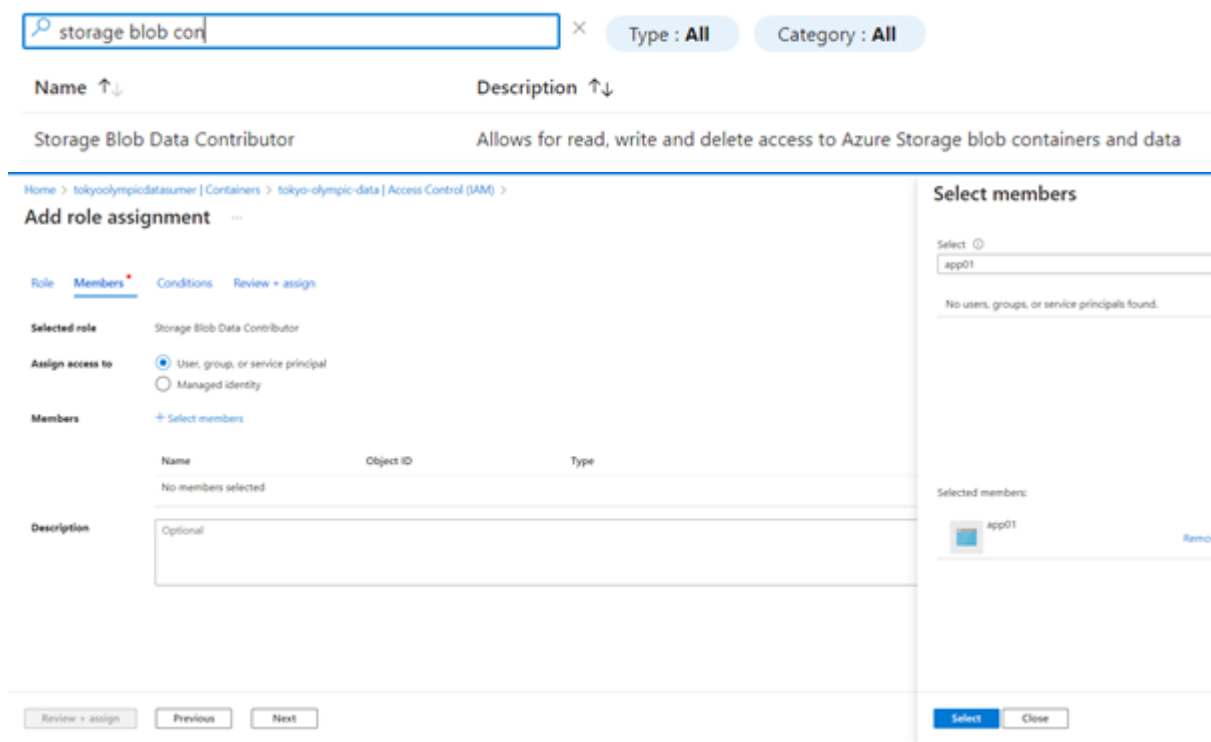 storage blob con
Type : All
Category : All
Name ↑↓
Description ↑↓
Storage Blob Data Contributor
Allows for read, write and delete access to Azure Storage blob containers and data
Home > tokyoolympicdatasumer | Containers > tokyo-olympic-data | Access Control (IAM) >
Add role assignment ...
Role
Members *
Conditions
Review + assign
Selected role
Storage Blob Data Contributor
Assign access to
User, group, or service principal
Managed identity
Members
+ Select members
Name
Object ID
Type
No members selected
Description
Optional
Review + assign
Previous
Next
Select members
Select
app01
No users, groups, or service principals found.
Selected members:
app01
Select
Close